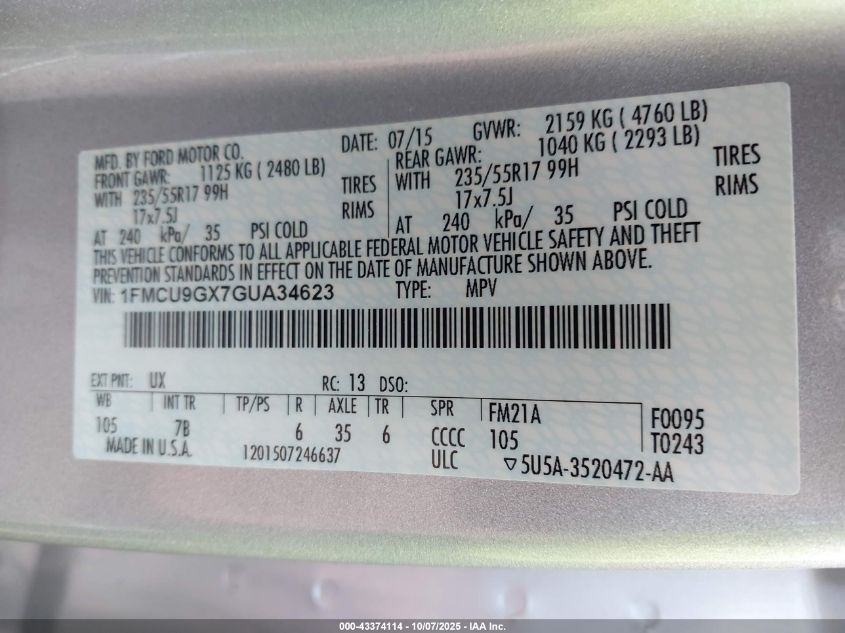 MFD. BY FORD MOTOR CO. DATE: 07/15 GVWR: 2159 KG ( 4760 LB)
FRONT GAWR: 1125 KG ( 2480 LB) REAR GAWR: 1040 KG ( 2293 LB)
WITH 235/55R17 99H TIRES WITH 235/55R17 99H TIRES
17x7.5J RIMS 17x7.5J RIMS
AT 240 kPa/ 35 PSI COLD AT 240 kPa/ 35 PSI COLD
THIS VEHICLE CONFORMS TO ALL APPLICABLE FEDERAL MOTOR VEHICLE SAFETY AND THEFT
PREVENTION STANDARDS IN EFFECT ON THE DATE OF MANUFACTURE SHOWN ABOVE.
VIN: 1FMCU9GX7GUA34623 TYPE: MPV
EXT PNT: UX RC: 13 DSO:
WB INT TR TP/PS R AXLE TR SPR FM21A F0095
105 7B 6 35 6 CCCC 105 T0243
MADE IN U.S.A. 1201507246637 ULC ▽5U5A-3520472-AA
000-43374114 - 10/07/2025 - IAA Inc.